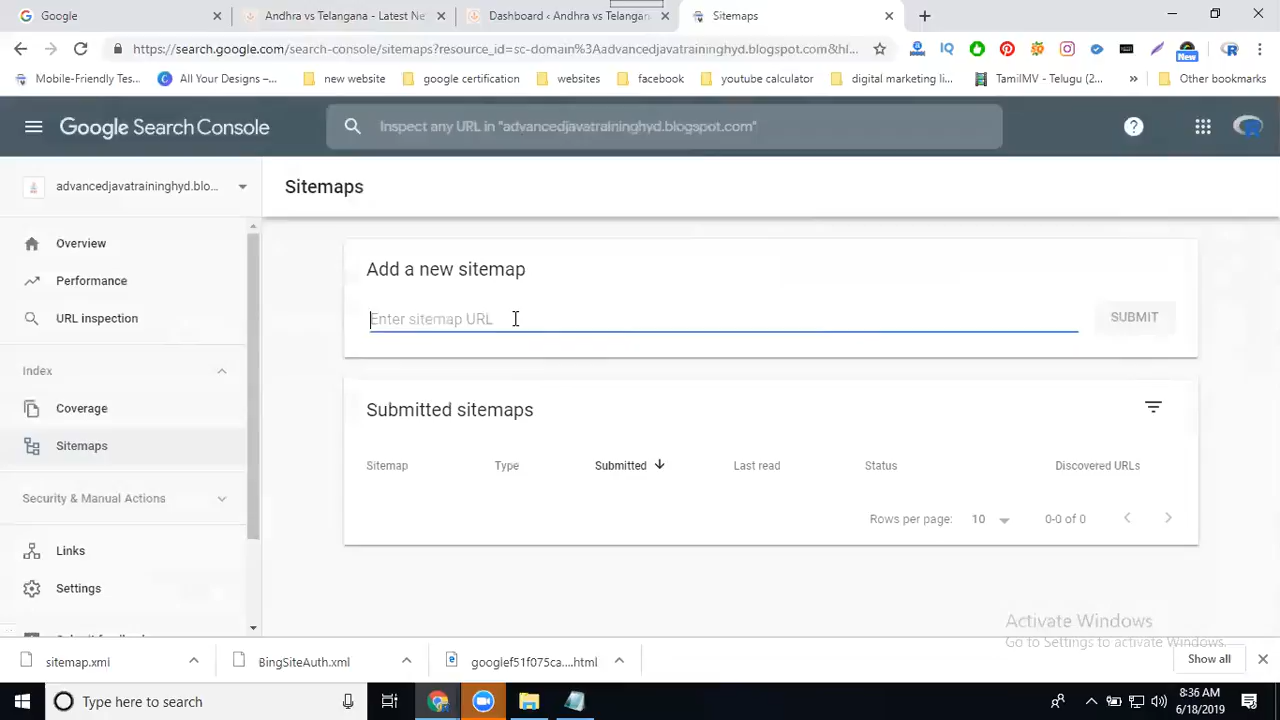 Google
Andhra vs Telangana - Latest Ne
Dashboard ‹ Andhra vs Telangan
Sitemaps
https://search.google.com/search-console/sitemaps?resource_id=sc-domain%3Aadvancedjavatraininghyd.blogspot.com&hl...
IQ
New
Mobile-Friendly Tes...
All Your Designs –...
new website
google certification
websites
facebook
youtube calculator
digital marketing li...
TamilMV - Telugu (2...
»
Other bookmarks
Google Search Console
Inspect any URL in "advancedjavatraininghyd.blogspot.com"
advancedjavatraininghyd.blo...
Sitemaps
Overview
Performance
URL inspection
Index
Coverage
Sitemaps
Security & Manual Actions
Links
Settings
Add a new sitemap
Enter sitemap URL
SUBMIT
Submitted sitemaps
Sitemap Type Submitted Last read Status Discovered URLs
Rows per page: 10 0-0 of 0
Activate Windows
Go to Settings to activate Windows.
sitemap.xml
BingSiteAuth.xml
googlef51f075ca....html
Show all
Type here to search
8:36 AM
6/18/2019